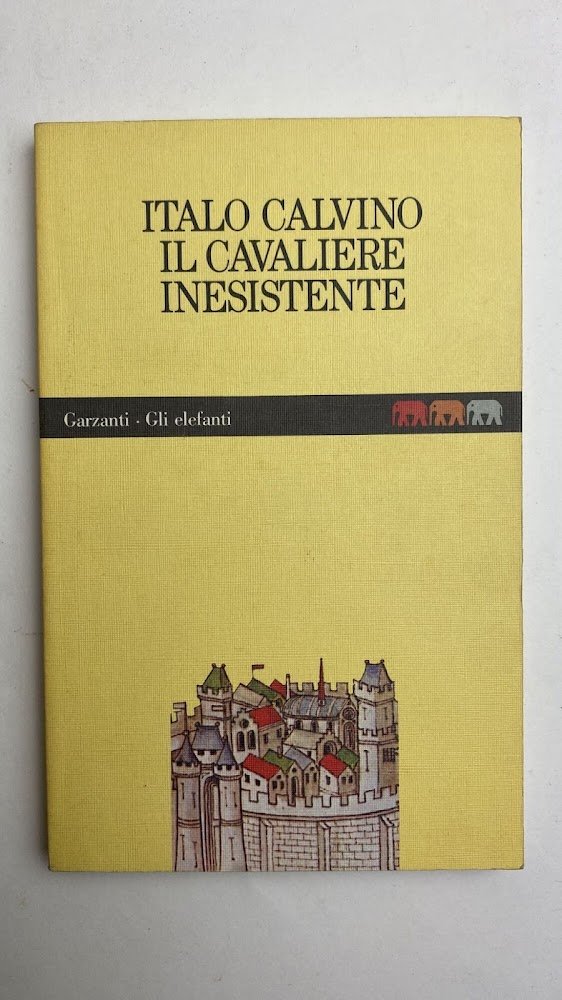 ITALO CALVINO
IL CAVALIERE
INESISTENTE
Garzanti · Gli elefanti